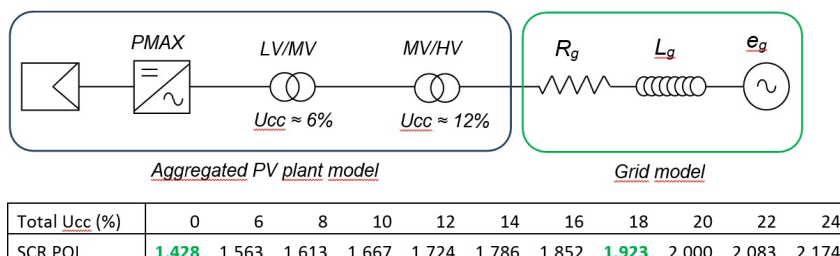 PMAX LV/MV MV/HV Rg Lg eg
Ucc ≈ 6% Ucc ≈ 12%
Aggregated PV plant model Grid model
Total Ucc (%) 0 6 8 10 12 14 16 18 20 22 24
SCR POI 1.428 1.563 1.613 1.667 1.724 1.786 1.852 1.923 2.000 2.083 2.174